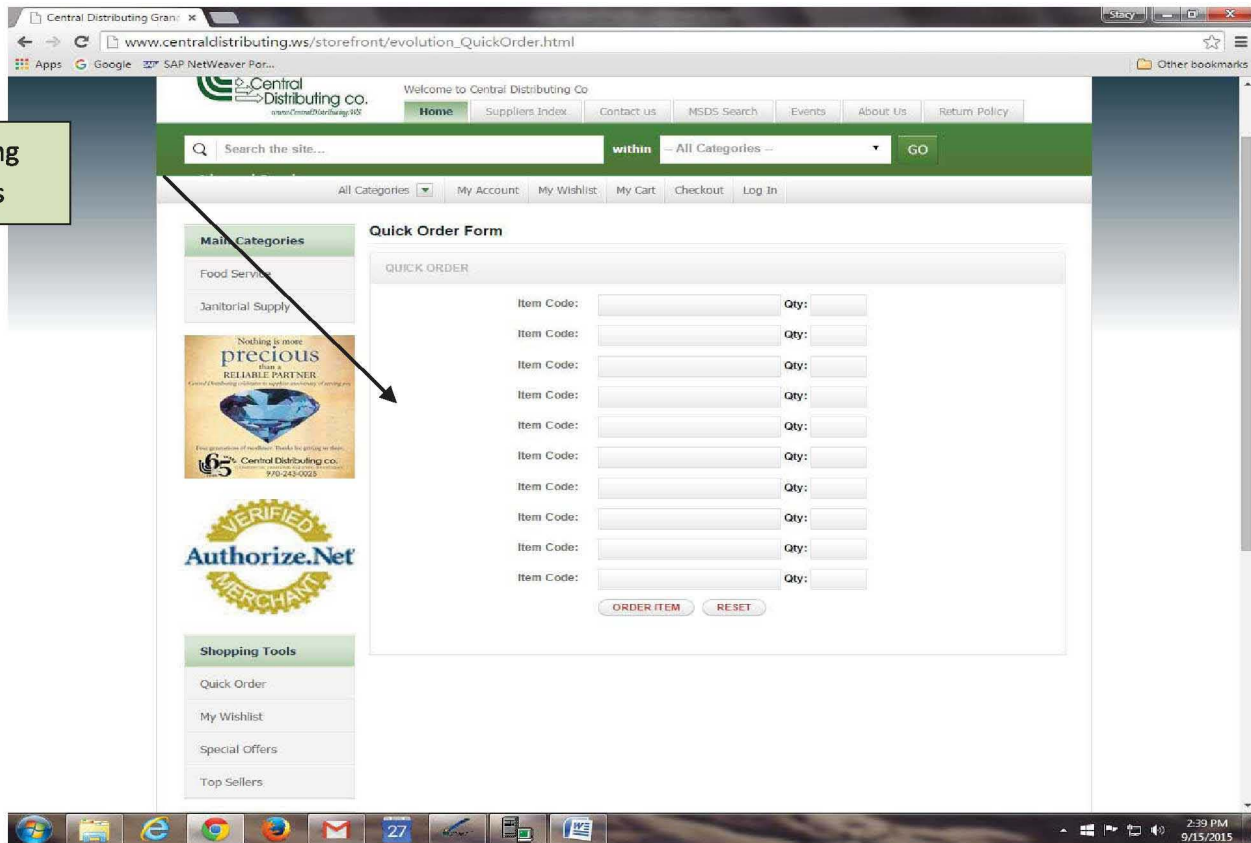 Central Distributing Gran
Stacy
www.centraldistributing.ws/storefront/evolution_QuickOrder.html
Apps
Google
SAP NetWeaver Por...
Other bookmarks
Central
Distributing co.
Welcome to Central Distributing Co
Home Suppliers Index Contact us MSDS Search Events About Us Return Policy
ng
s
Search the site... within -- All Categories -- GO
All Categories My Account My Wishlist My Cart Checkout Log In
Main Categories
Food Service
Janitorial Supply
Nothing is more
precious
than a
RELIABLE PARTNER
65
Central Distributing co.
970-243-0025
VERIFIED
Authorize.Net
MERCHANT
Shopping Tools
Quick Order
My Wishlist
Special Offers
Top Sellers
Quick Order Form
QUICK ORDER
Item Code: Qty:
Item Code: Qty:
Item Code: Qty:
Item Code: Qty:
Item Code: Qty:
Item Code: Qty:
Item Code: Qty:
Item Code: Qty:
Item Code: Qty:
Item Code: Qty:
ORDER ITEM RESET
27
2:39 PM
9/15/2015